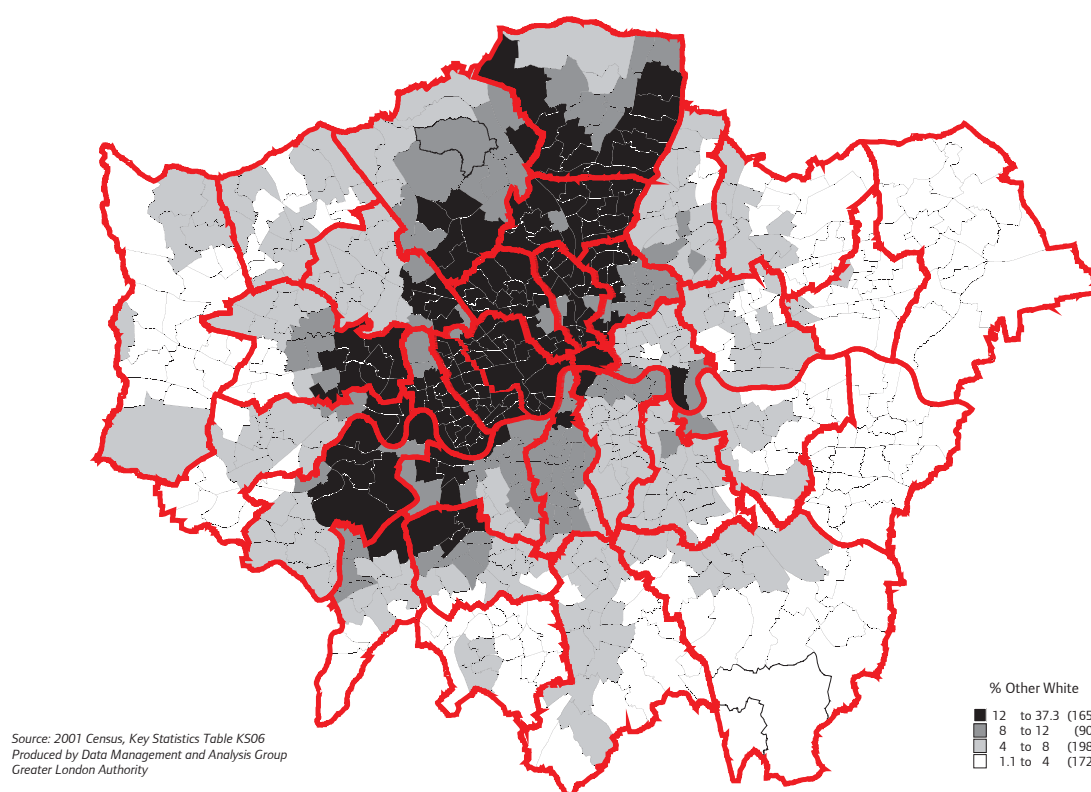 % Other White
12 to 37.3 (165
8 to 12 (90
4 to 8 (198
1.1 to 4 (172
Source: 2001 Census, Key Statistics Table KS06
Produced by Data Management and Analysis Group
Greater London Authority